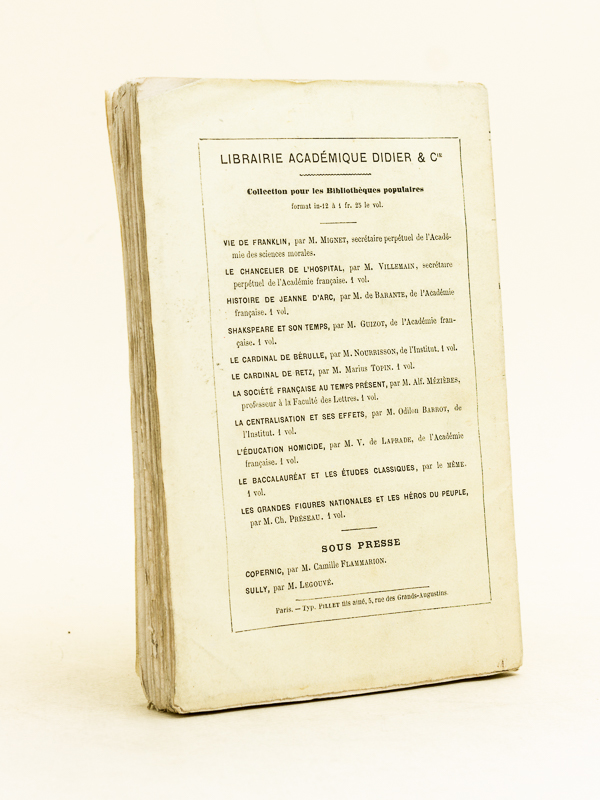 LIBRAIRIE ACADÉMIQUE DIDIER & Cie
Collection pour les Bibliothèques populaires
format in-12 à 1 fr. 25 le vol.
VIE DE FRANKLIN, par M. MIGNET, secrétaire perpétuel de l'Acadé-
mie des sciences morales.
LE CHANCELIER DE L'HOSPITAL, par M. VILLEMAIN, secrétaire
perpétuel de l'Académie française. 1 vol.
HISTOIRE DE JEANNE D'ARC, par M. de BARANTE, de l'Académie
française. 1 vol.
SHAKSPEARE ET SON TEMPS, par M. GUIZOT, de l'Académie fran-
çaise. 1 vol.
LE CARDINAL DE BÉRULLE, par M. NOURRISSON, de l'Institut. 1 vol.
LE CARDINAL DE RETZ, par M. Marius TOPIN. 1 vol.
LA SOCIÉTÉ FRANÇAISE AU TEMPS PRÉSENT, par M. Alf. MÉZIÈRES,
professeur à la Faculté des Lettres. 1 vol.
LA CENTRALISATION ET SES EFFETS, par M. Odilon BARROT, de
l'Institut. 1 vol.
L'ÉDUCATION HOMICIDE, par M. V. de LAPRADE, de l'Académie
française. 1 vol.
LE BACCALAURÉAT ET LES ÉTUDES CLASSIQUES, par le MÊME.
1 vol.
LES GRANDES FIGURES NATIONALES ET LES HÉROS DU PEUPLE,
par M. Ch. PRÉSEAU. 1 vol.
SOUS PRESSE
COPERNIC, par M. Camille FLAMMARION.
SULLY, par M. LEGOUVÉ.
Paris. — Typ. PILLET fils aîné, 5, rue des Grands-Augustins.